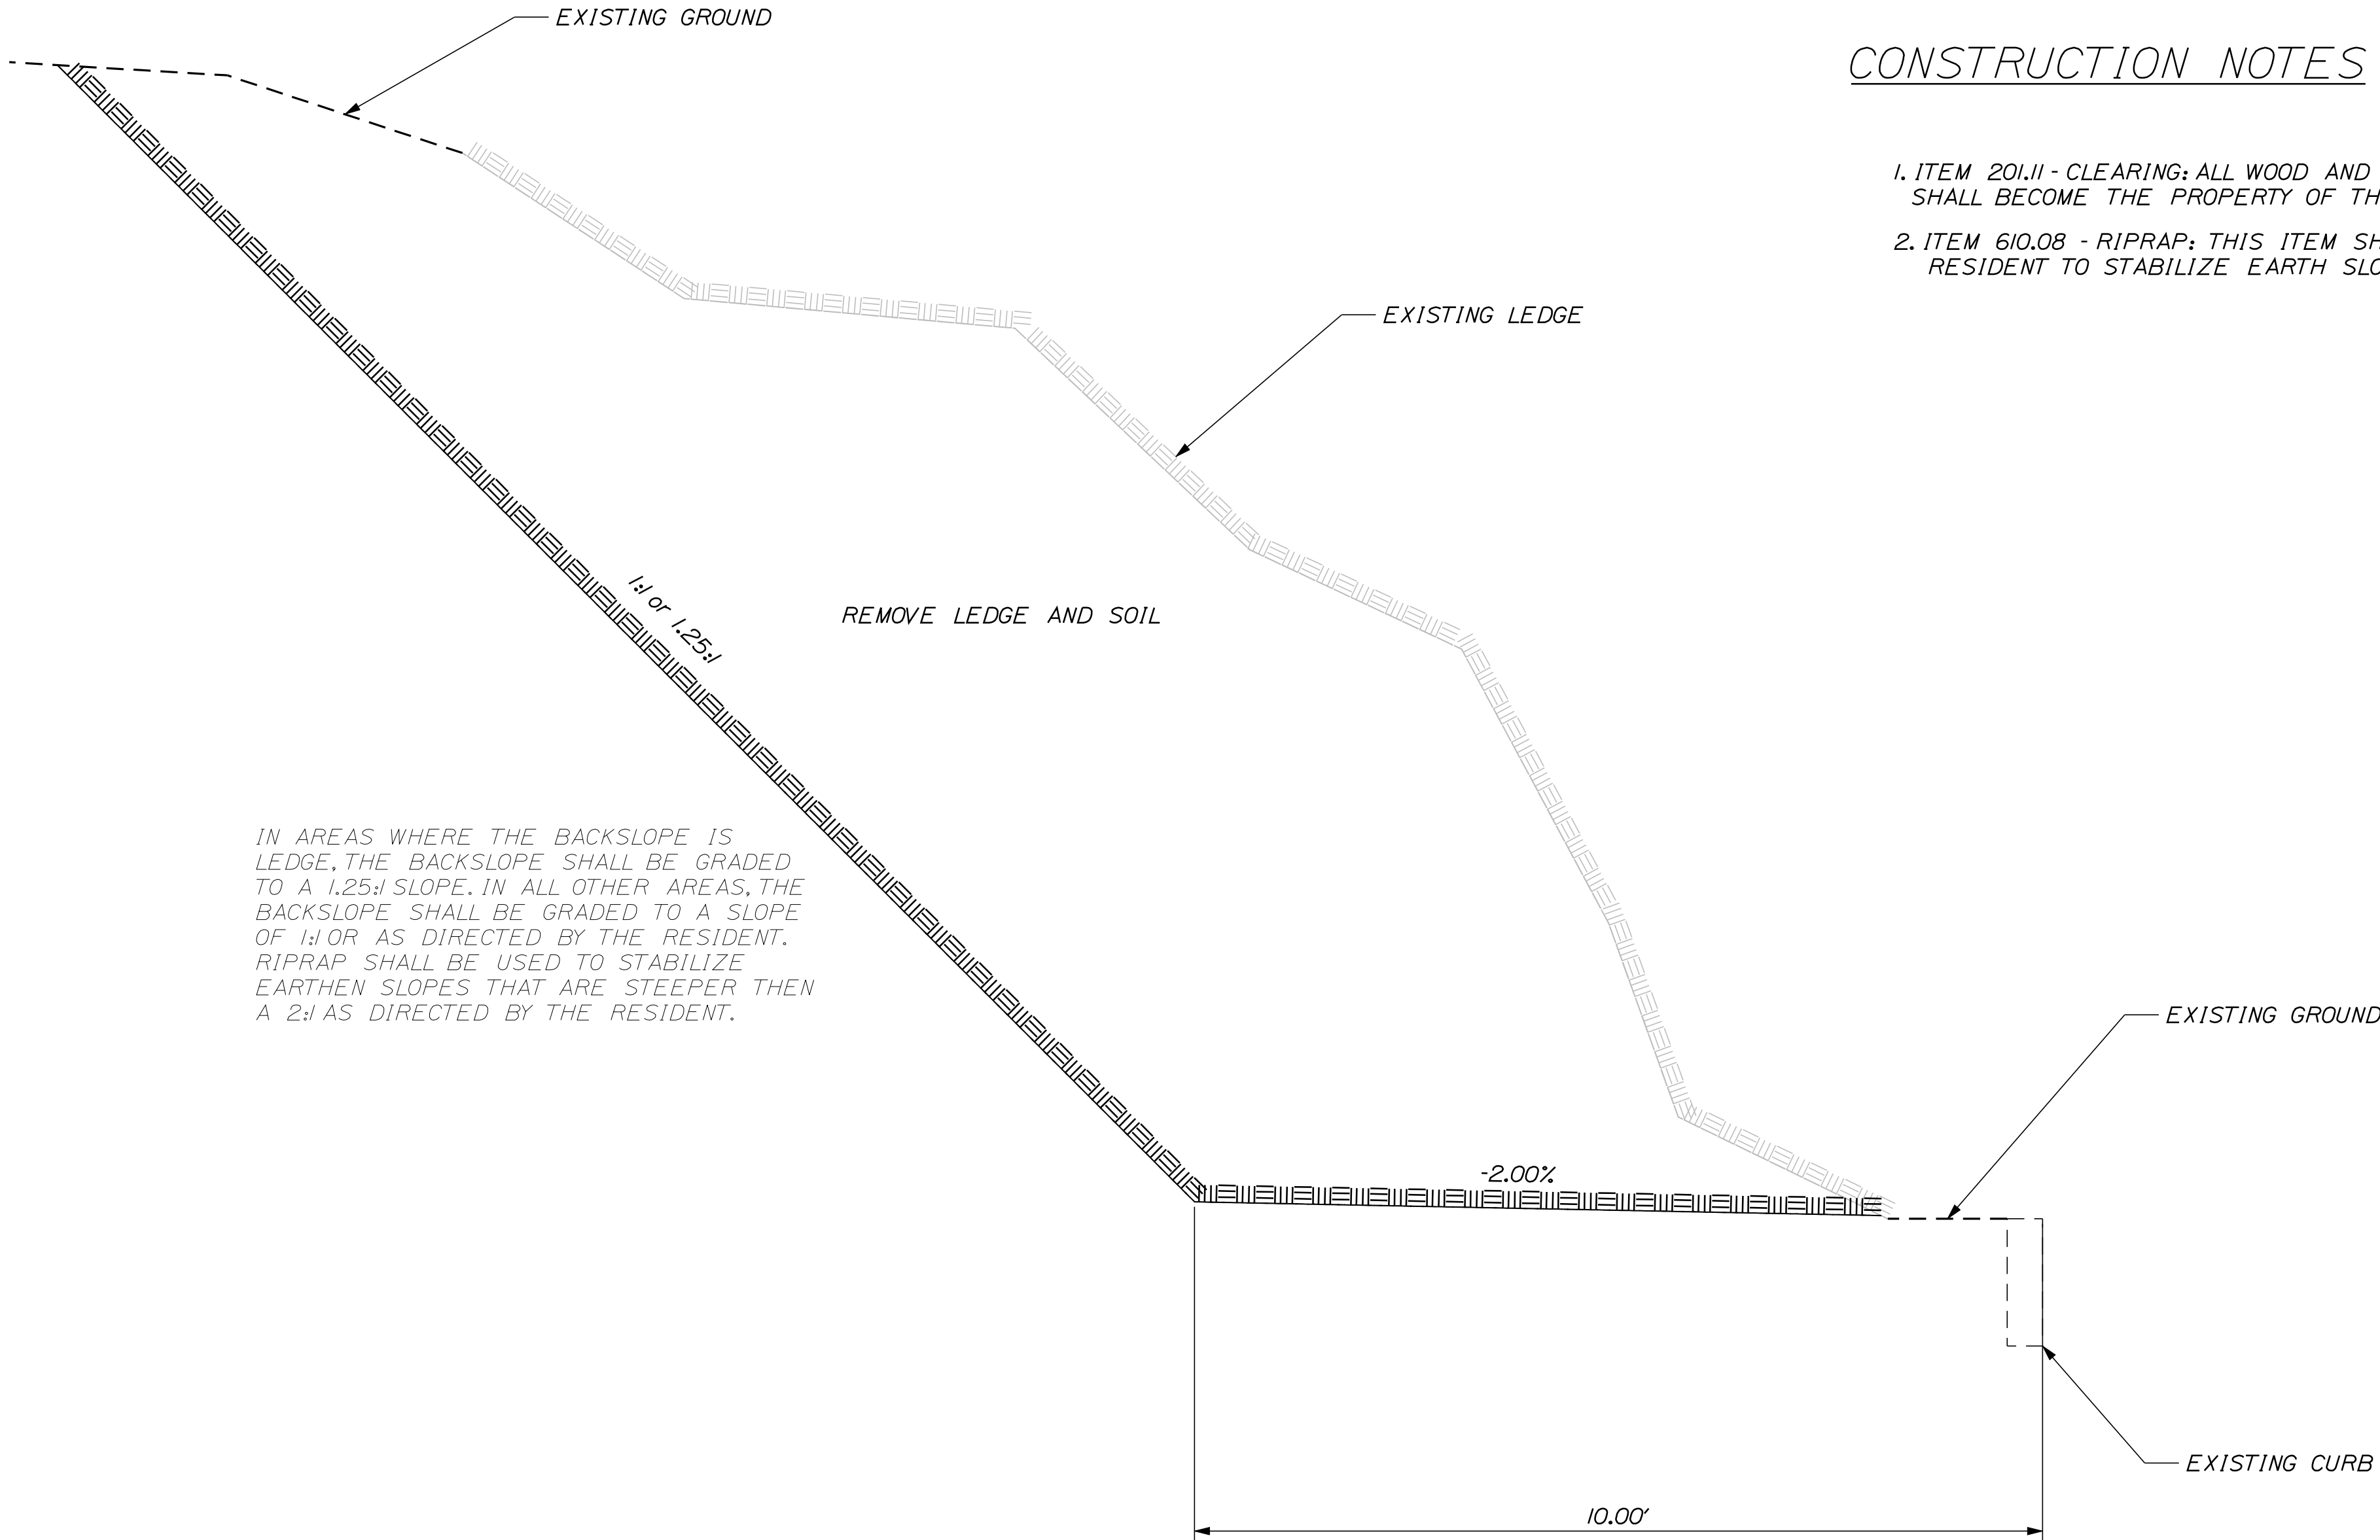 EXISTING GROUND
CONSTRUCTION NOTES
1. ITEM 201.11 - CLEARING: ALL WOOD AND
SHALL BECOME THE PROPERTY OF
2. ITEM 610.08 - RIPRAP: THIS ITEM
RESIDENT TO STABILIZE EARTH
EXISTING LEDGE
1:1 or 1.25:1
REMOVE LEDGE AND SOIL
IN AREAS WHERE THE BACKSLOPE IS
LEDGE, THE BACKSLOPE SHALL BE GRADED
TO A 1.25:1 SLOPE. IN ALL OTHER AREAS, THE
BACKSLOPE SHALL BE GRADED TO A SLOPE
OF 1:1 OR AS DIRECTED BY THE RESIDENT.
RIPRAP SHALL BE USED TO STABILIZE
EARTHEN SLOPES THAT ARE STEEPER THEN
A 2:1 AS DIRECTED BY THE RESIDENT.
EXISTING GROUND
-2.00%
EXISTING CURB
10.00'